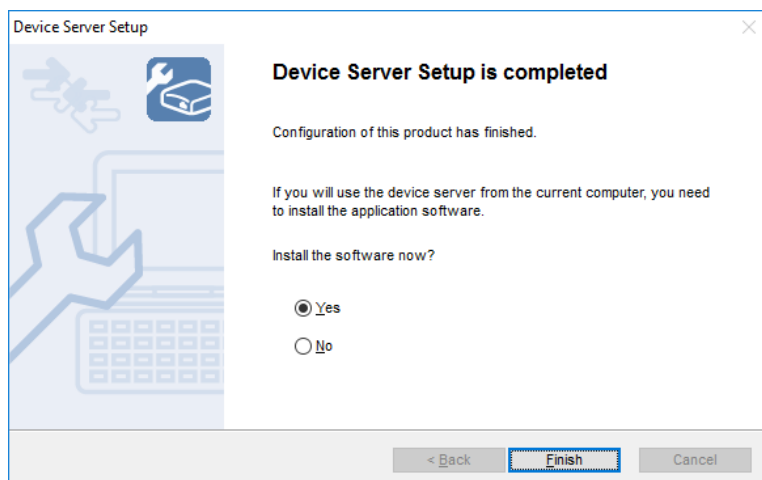 Device Server Setup
Device Server Setup is completed
Configuration of this product has finished.
If you will use the device server from the current computer, you need
to install the application software.
Install the software now?
Yes
No
< Back
Finish
Cancel